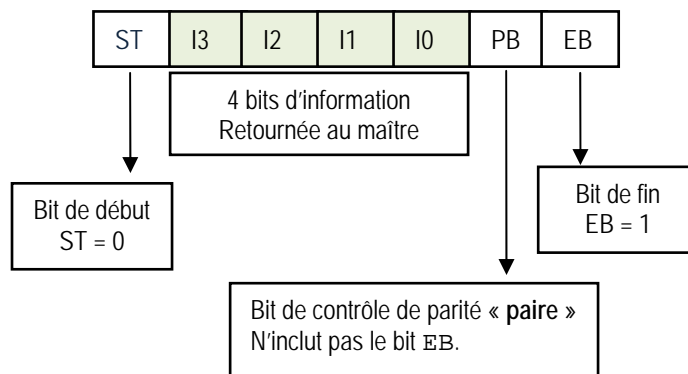 ST I3 I2 I1 I0 PB EB
4 bits d'information
Retournée au maître
Bit de début
ST = 0
Bit de fin
EB = 1
Bit de contrôle de parité « paire »
N'inclut pas le bit EB.